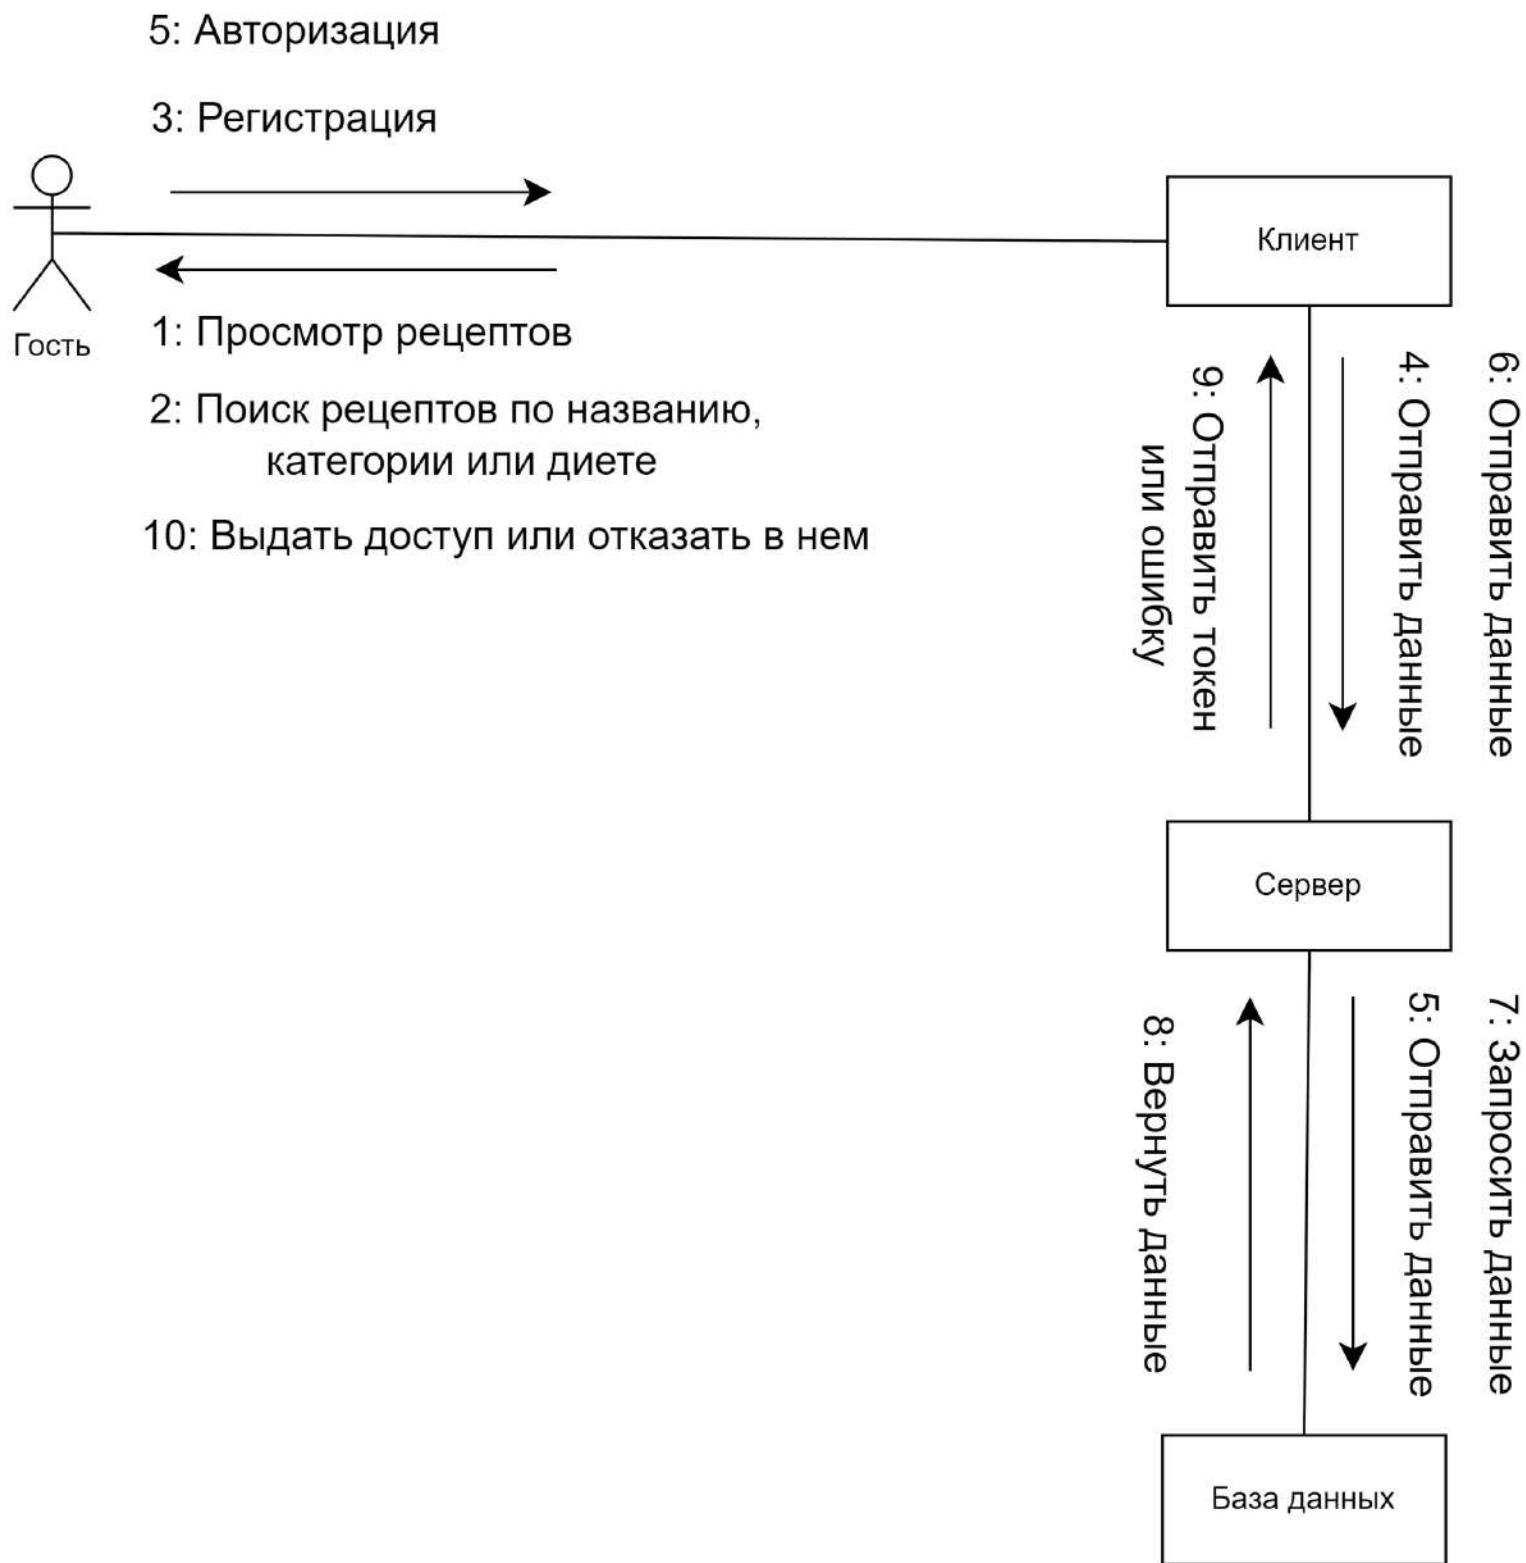 5: Авторизация
3: Регистрация
Гость
Клиент
1: Просмотр рецептов
2: Поиск рецептов по названию,
категории или диете
10: Выдать доступ или отказать в нем
9: Отправить токен
или ошибку
4: Отправить данные
6: Отправить данные
Сервер
8: Вернуть данные
5: Отправить данные
7: Запросить данные
База данных